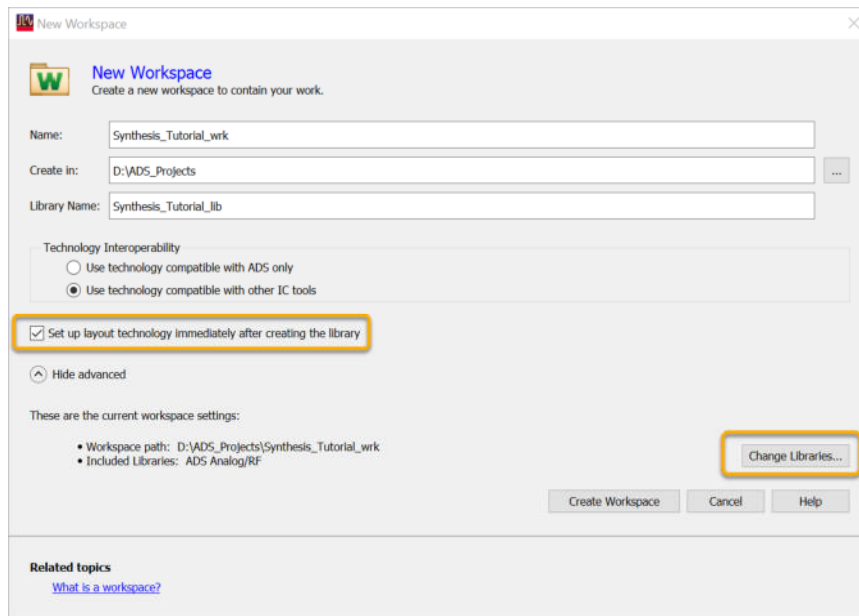 New Workspace
W
New Workspace
Create a new workspace to contain your work.
Name: Synthesis_Tutorial_wrk
Create in: D:\ADS_Projects ...
Library Name: Synthesis_Tutorial_lib
Technology Interoperability
Use technology compatible with ADS only
Use technology compatible with other IC tools
Set up layout technology immediately after creating the library
Hide advanced
These are the current workspace settings:
• Workspace path: D:\ADS_Projects\Synthesis_Tutorial_wrk
• Included Libraries: ADS Analog/RF
Change Libraries...
Create Workspace Cancel Help
Related topics
What is a workspace?